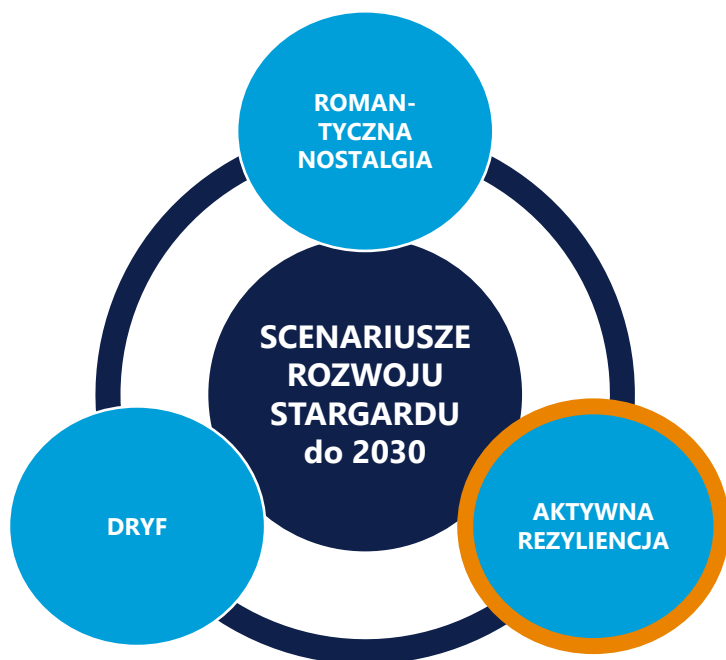 ROMAN-
TYCZNA
NOSTALGIA
SCENARIUSZE
ROZWOJU
STARGARDU
do 2030
DRYF
AKTYWNA
REZYLIENCJA